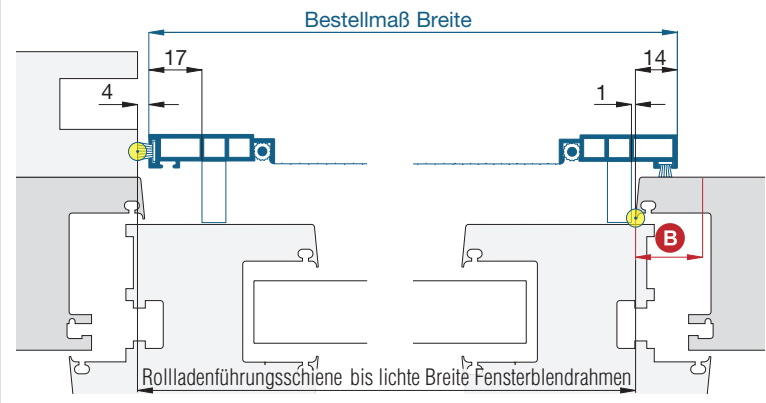 Bestellmaß Breite
17
14
4
1
B
Rollladenführungsschiene bis lichte Breite Fensterblendrahmen